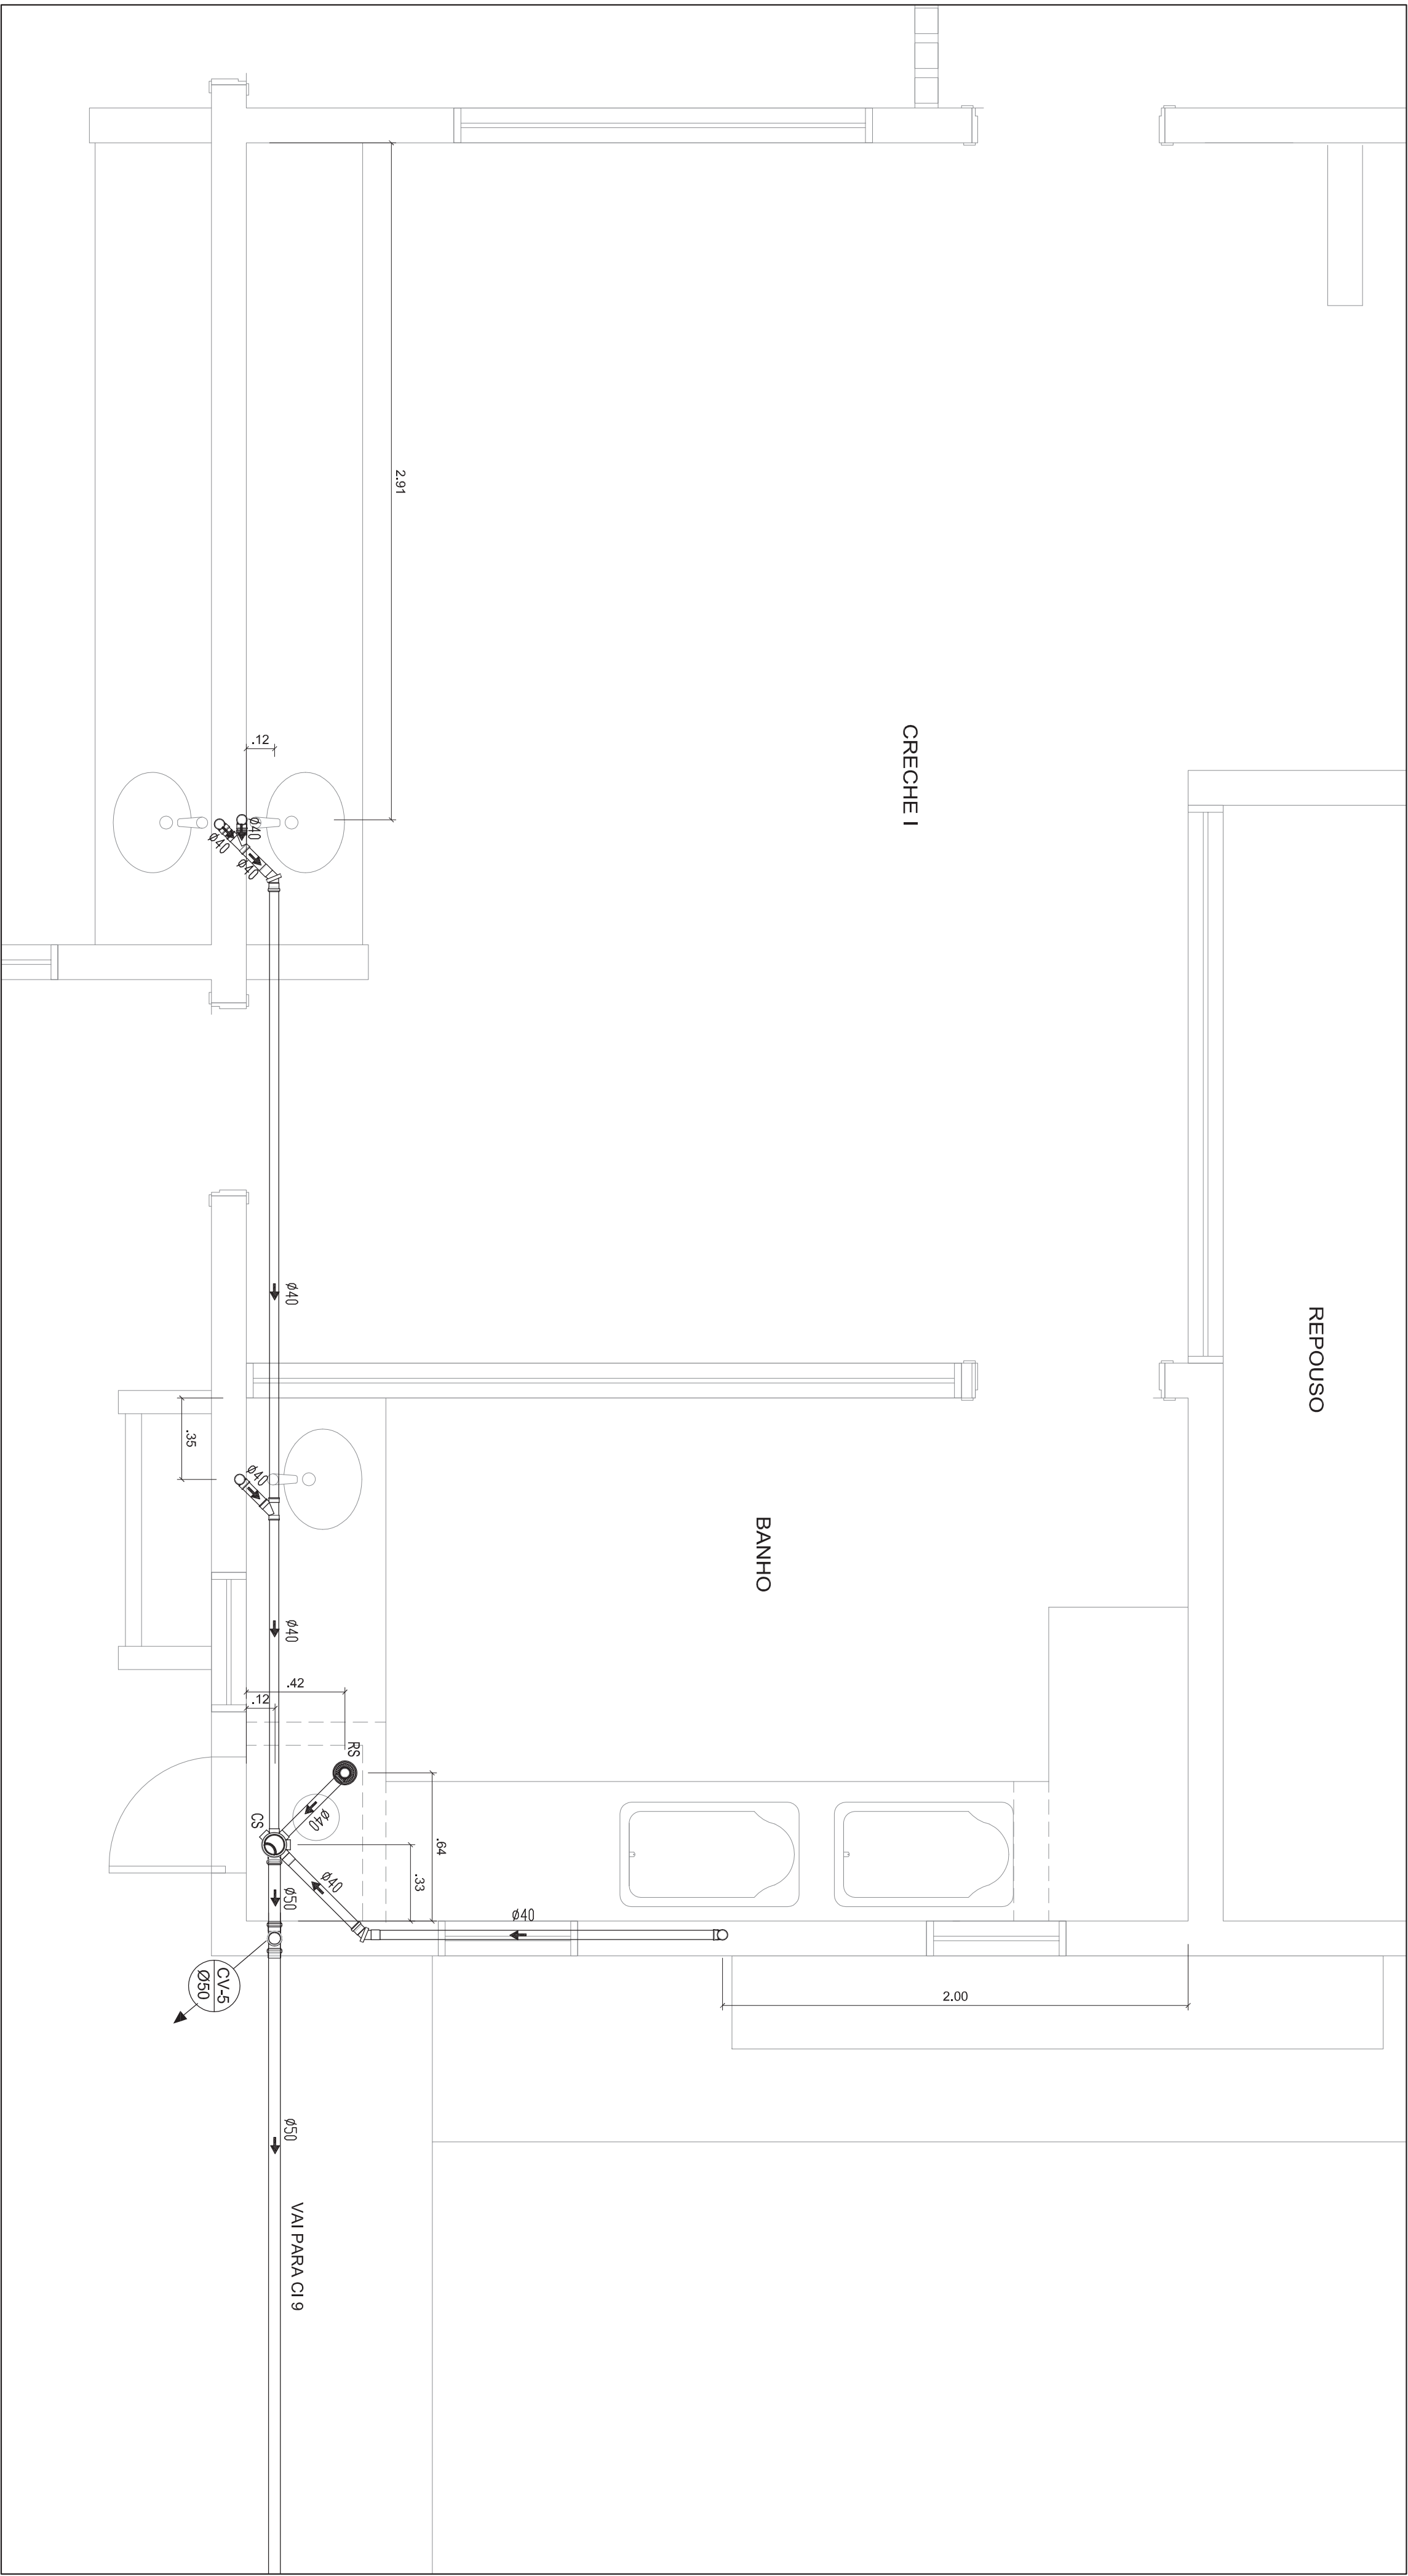 2.91
.12
ø40
ø40
ø40
CRECHE I
ø40
REPOUSO
.35
ø40
BANHO
ø40
.42
.12
RS
ø40
CS
.64
.33
ø40
ø50
ø40
CV-5
Ø50
2.00
ø50
VAI PARA CI 9